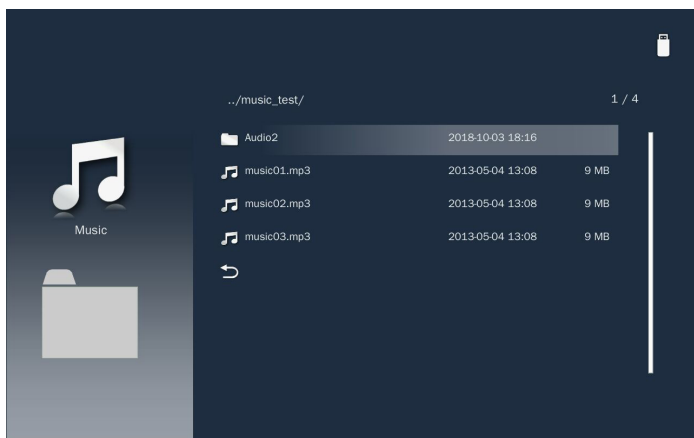 ../music_test/ 1 / 4
Audio2 2018-10-03 18:16
music01.mp3 2013-05-04 13:08 9 MB
music02.mp3 2013-05-04 13:08 9 MB
music03.mp3 2013-05-04 13:08 9 MB
Music